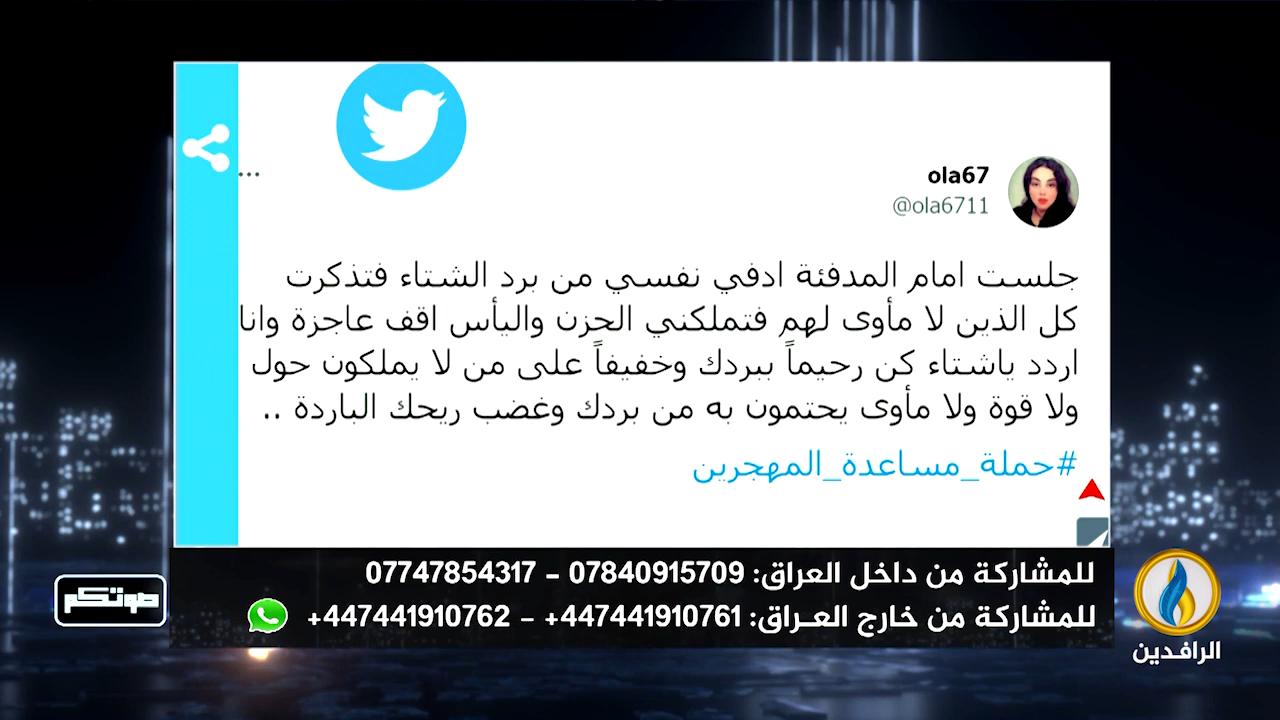 ...
ola67
@ola6711
جلست امام المدفئة ادفي نفسي من برد الشتاء فتذكرت
كل الذين لا مأوى لهم فتملكني الحزن واليأس اقف عاجزة وانا
اردد ياشتاء كن رحيماً ببردك وخفيفاً على من لا يملكون حول
ولا قوة ولا مأوى يحتمون به من بردك وغضب ريحك الباردة ..
#حملة_مساعدة_المهجرين
للمشاركة من داخل العراق: 07840915709 - 07747854317
للمشاركة من خارج العـراق: 447441910761+ - 447441910762+
صوتكم
الرافدين